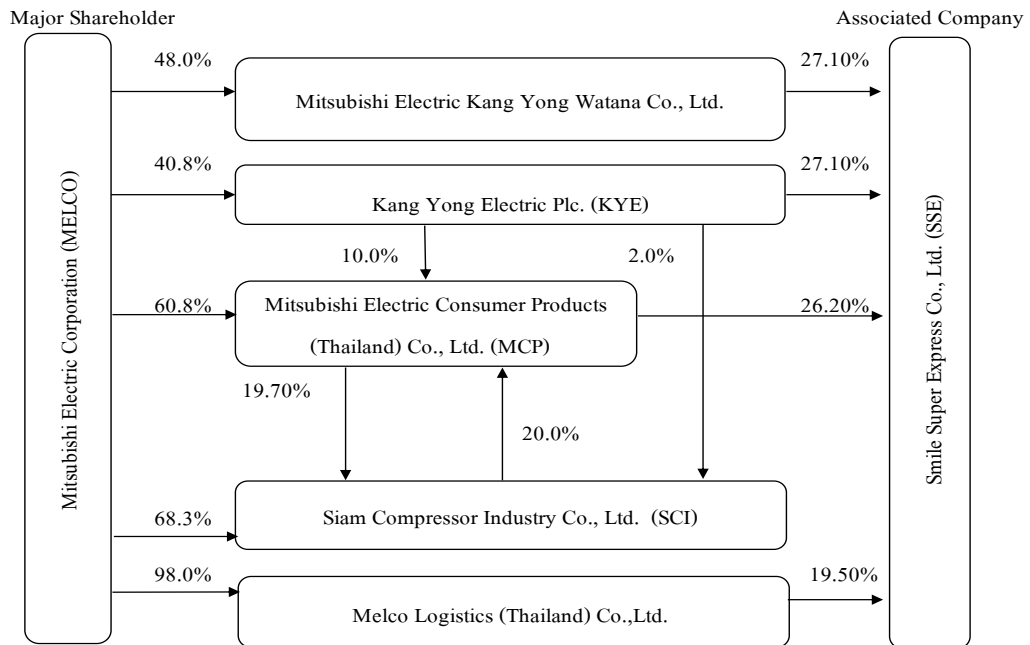 Major Shareholder
Associated Company
48.0%
27.10%
Mitsubishi Electric Kang Yong Watana Co., Ltd.
40.8%
27.10%
Kang Yong Electric Plc. (KYE)
10.0%
2.0%
60.8%
Mitsubishi Electric Consumer Products
(Thailand) Co., Ltd. (MCP)
26.20%
19.70%
20.0%
Mitsubishi Electric Corporation (MELCO)
Smile Super Express Co., Ltd. (SSE)
68.3%
Siam Compressor Industry Co., Ltd. (SCI)
98.0%
19.50%
Melco Logistics (Thailand) Co.,Ltd.